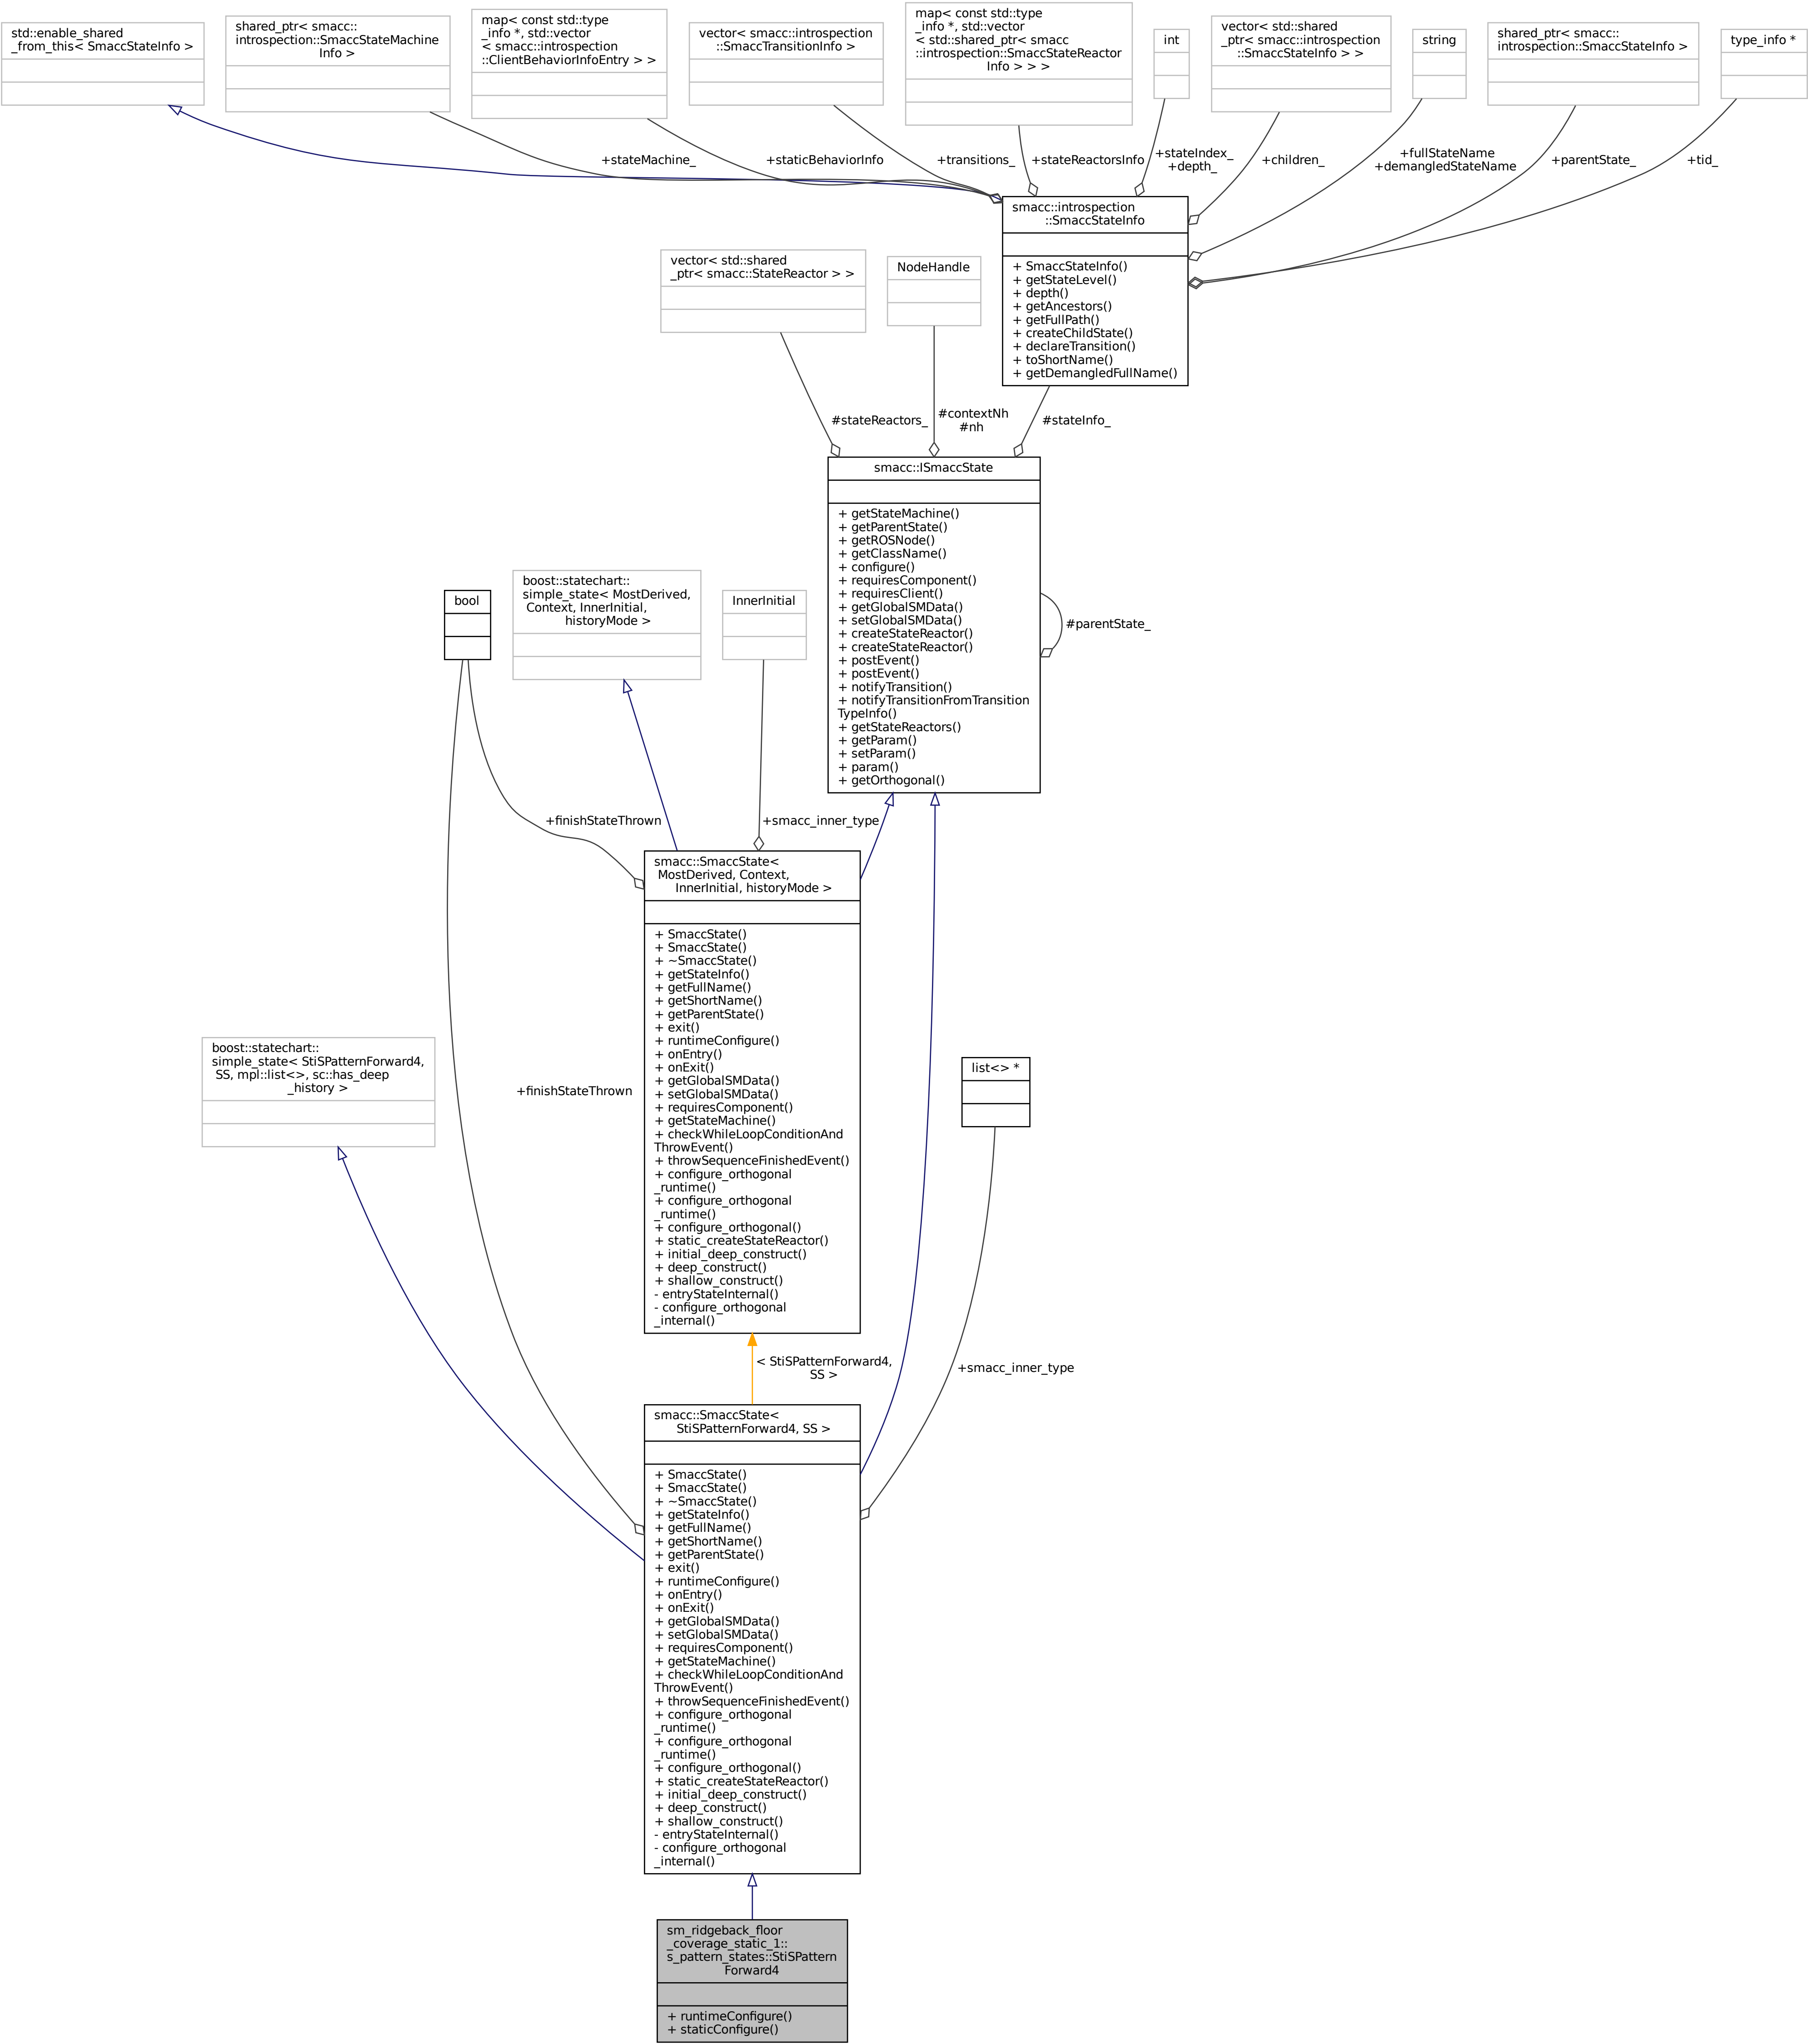 std::enable_shared
_from_this< SmaccStateInfo >
shared_ptr< smacc::
introspection::SmaccStateMachine
Info >
map< const std::type
_info *, std::vector
< smacc::introspection
::ClientBehaviorInfoEntry > >
vector< smacc::introspection
::SmaccTransitionInfo >
map< const std::type
_info *, std::vector
< std::shared_ptr< smacc
::introspection::SmaccStateReactor
Info > > >
int
vector< std::shared
_ptr< smacc::introspection
::SmaccStateInfo > >
string
shared_ptr< smacc::
introspection::SmaccStateInfo >
type_info *
+stateMachine_
+staticBehaviorInfo
+transitions_
+stateReactorsInfo
+stateIndex_
+depth_
+children_
+fullStateName
+demangledStateName
+parentState_
+tid_
smacc::introspection
::SmaccStateInfo
+ SmaccStateInfo()
+ getStateLevel()
+ depth()
+ getAncestors()
+ getFullPath()
+ createChildState()
+ declareTransition()
+ toShortName()
+ getDemangledFullName()
vector< std::shared
_ptr< smacc::StateReactor > >
NodeHandle
#stateReactors_
#contextNh
#nh
#stateInfo_
smacc::ISmaccState
+ getStateMachine()
+ getParentState()
+ getROSNode()
+ getClassName()
+ configure()
+ requiresComponent()
+ requiresClient()
+ getGlobalSMData()
+ setGlobalSMData()
+ createStateReactor()
+ createStateReactor()
+ postEvent()
+ postEvent()
+ notifyTransition()
+ notifyTransitionFromTransition
TypeInfo()
+ getStateReactors()
+ getParam()
+ setParam()
+ param()
+ getOrthogonal()
#parentState_
bool
boost::statechart::
simple_state< MostDerived,
Context, InnerInitial,
historyMode >
InnerInitial
+finishStateThrown
+smacc_inner_type
smacc::SmaccState<
MostDerived, Context,
InnerInitial, historyMode >
+ SmaccState()
+ SmaccState()
+ ~SmaccState()
+ getStateInfo()
+ getFullName()
+ getShortName()
+ getParentState()
+ exit()
+ runtimeConfigure()
+ onEntry()
+ onExit()
+ getGlobalSMData()
+ setGlobalSMData()
+ requiresComponent()
+ getStateMachine()
+ checkWhileLoopConditionAnd
ThrowEvent()
+ throwSequenceFinishedEvent()
+ configure_orthogonal
_runtime()
+ configure_orthogonal
_runtime()
+ configure_orthogonal()
+ static_createStateReactor()
+ initial_deep_construct()
+ deep_construct()
+ shallow_construct()
- entryStateInternal()
- configure_orthogonal
_internal()
boost::statechart::
simple_state< StiSPatternForward4,
SS, mpl::list<>, sc::has_deep
_history >
+finishStateThrown
list<> *
< StiSPatternForward4,
SS >
+smacc_inner_type
smacc::SmaccState<
StiSPatternForward4, SS >
+ SmaccState()
+ SmaccState()
+ ~SmaccState()
+ getStateInfo()
+ getFullName()
+ getShortName()
+ getParentState()
+ exit()
+ runtimeConfigure()
+ onEntry()
+ onExit()
+ getGlobalSMData()
+ setGlobalSMData()
+ requiresComponent()
+ getStateMachine()
+ checkWhileLoopConditionAnd
ThrowEvent()
+ throwSequenceFinishedEvent()
+ configure_orthogonal
_runtime()
+ configure_orthogonal
_runtime()
+ configure_orthogonal()
+ static_createStateReactor()
+ initial_deep_construct()
+ deep_construct()
+ shallow_construct()
- entryStateInternal()
- configure_orthogonal
_internal()
sm_ridgeback_floor
_coverage_static_1::
s_pattern_states::StiSPattern
Forward4
+ runtimeConfigure()
+ staticConfigure()